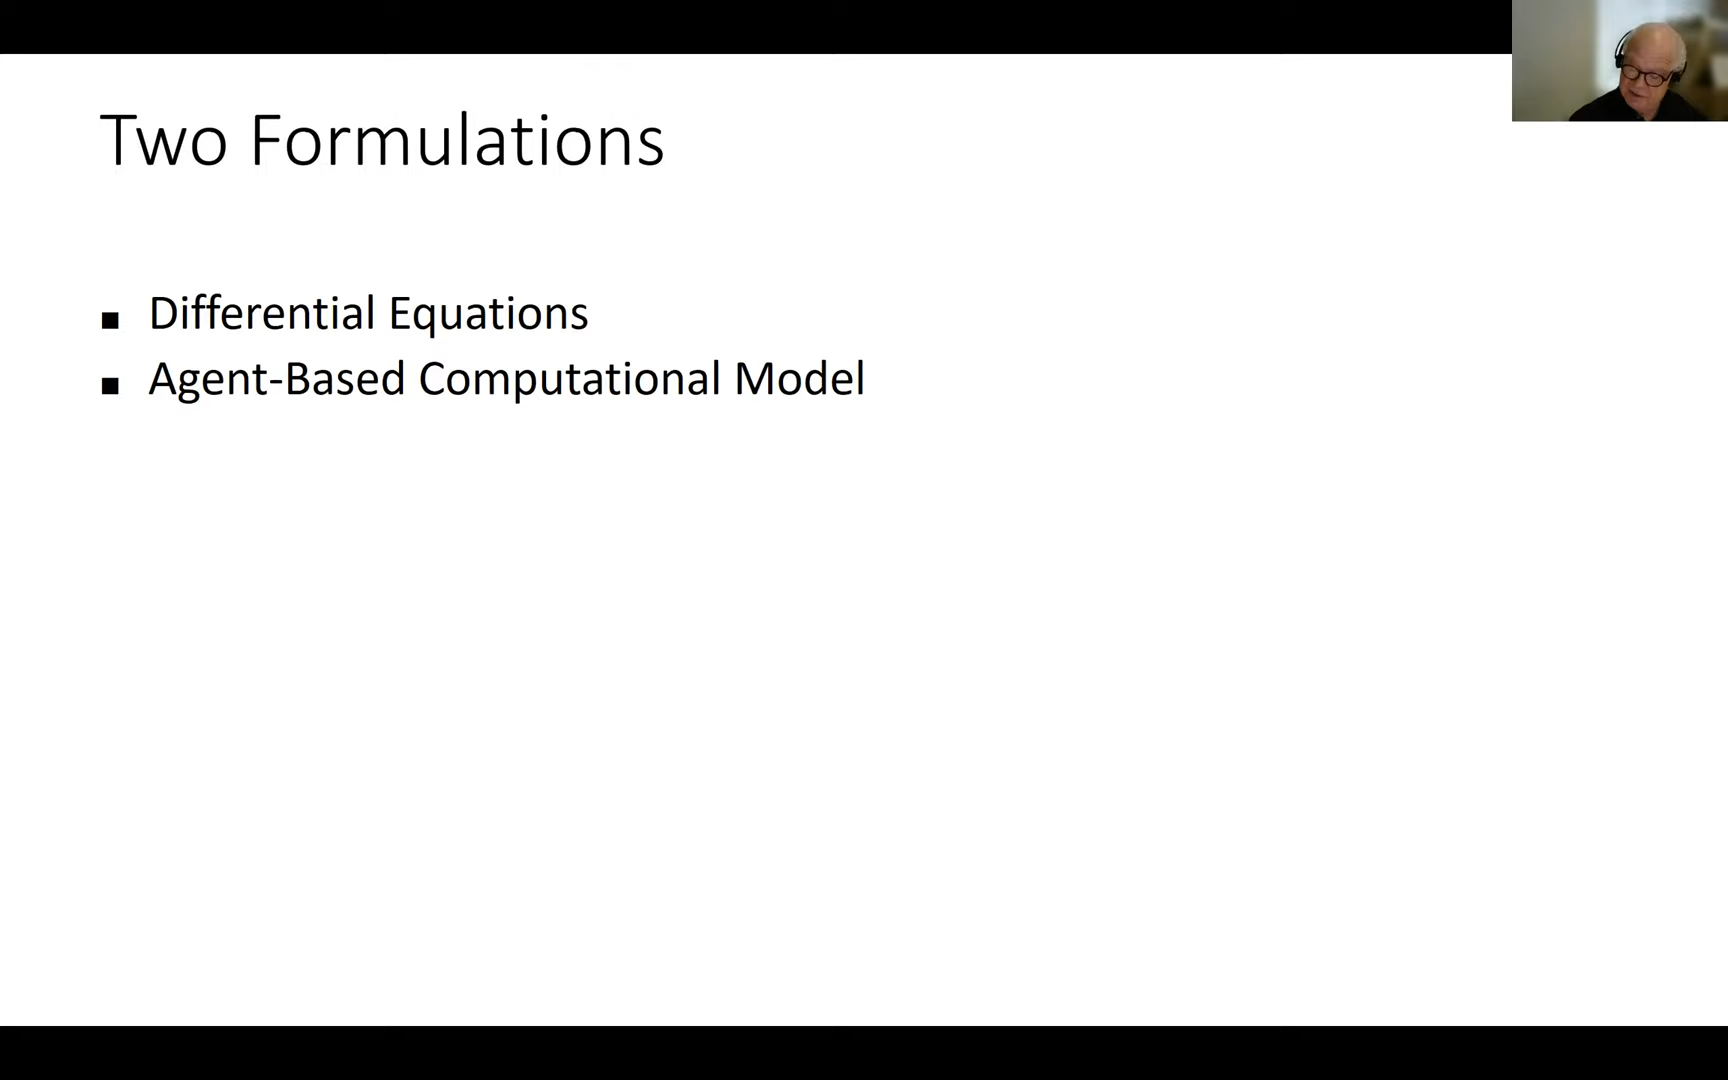 Two Formulations
Differential Equations
Agent-Based Computational Model